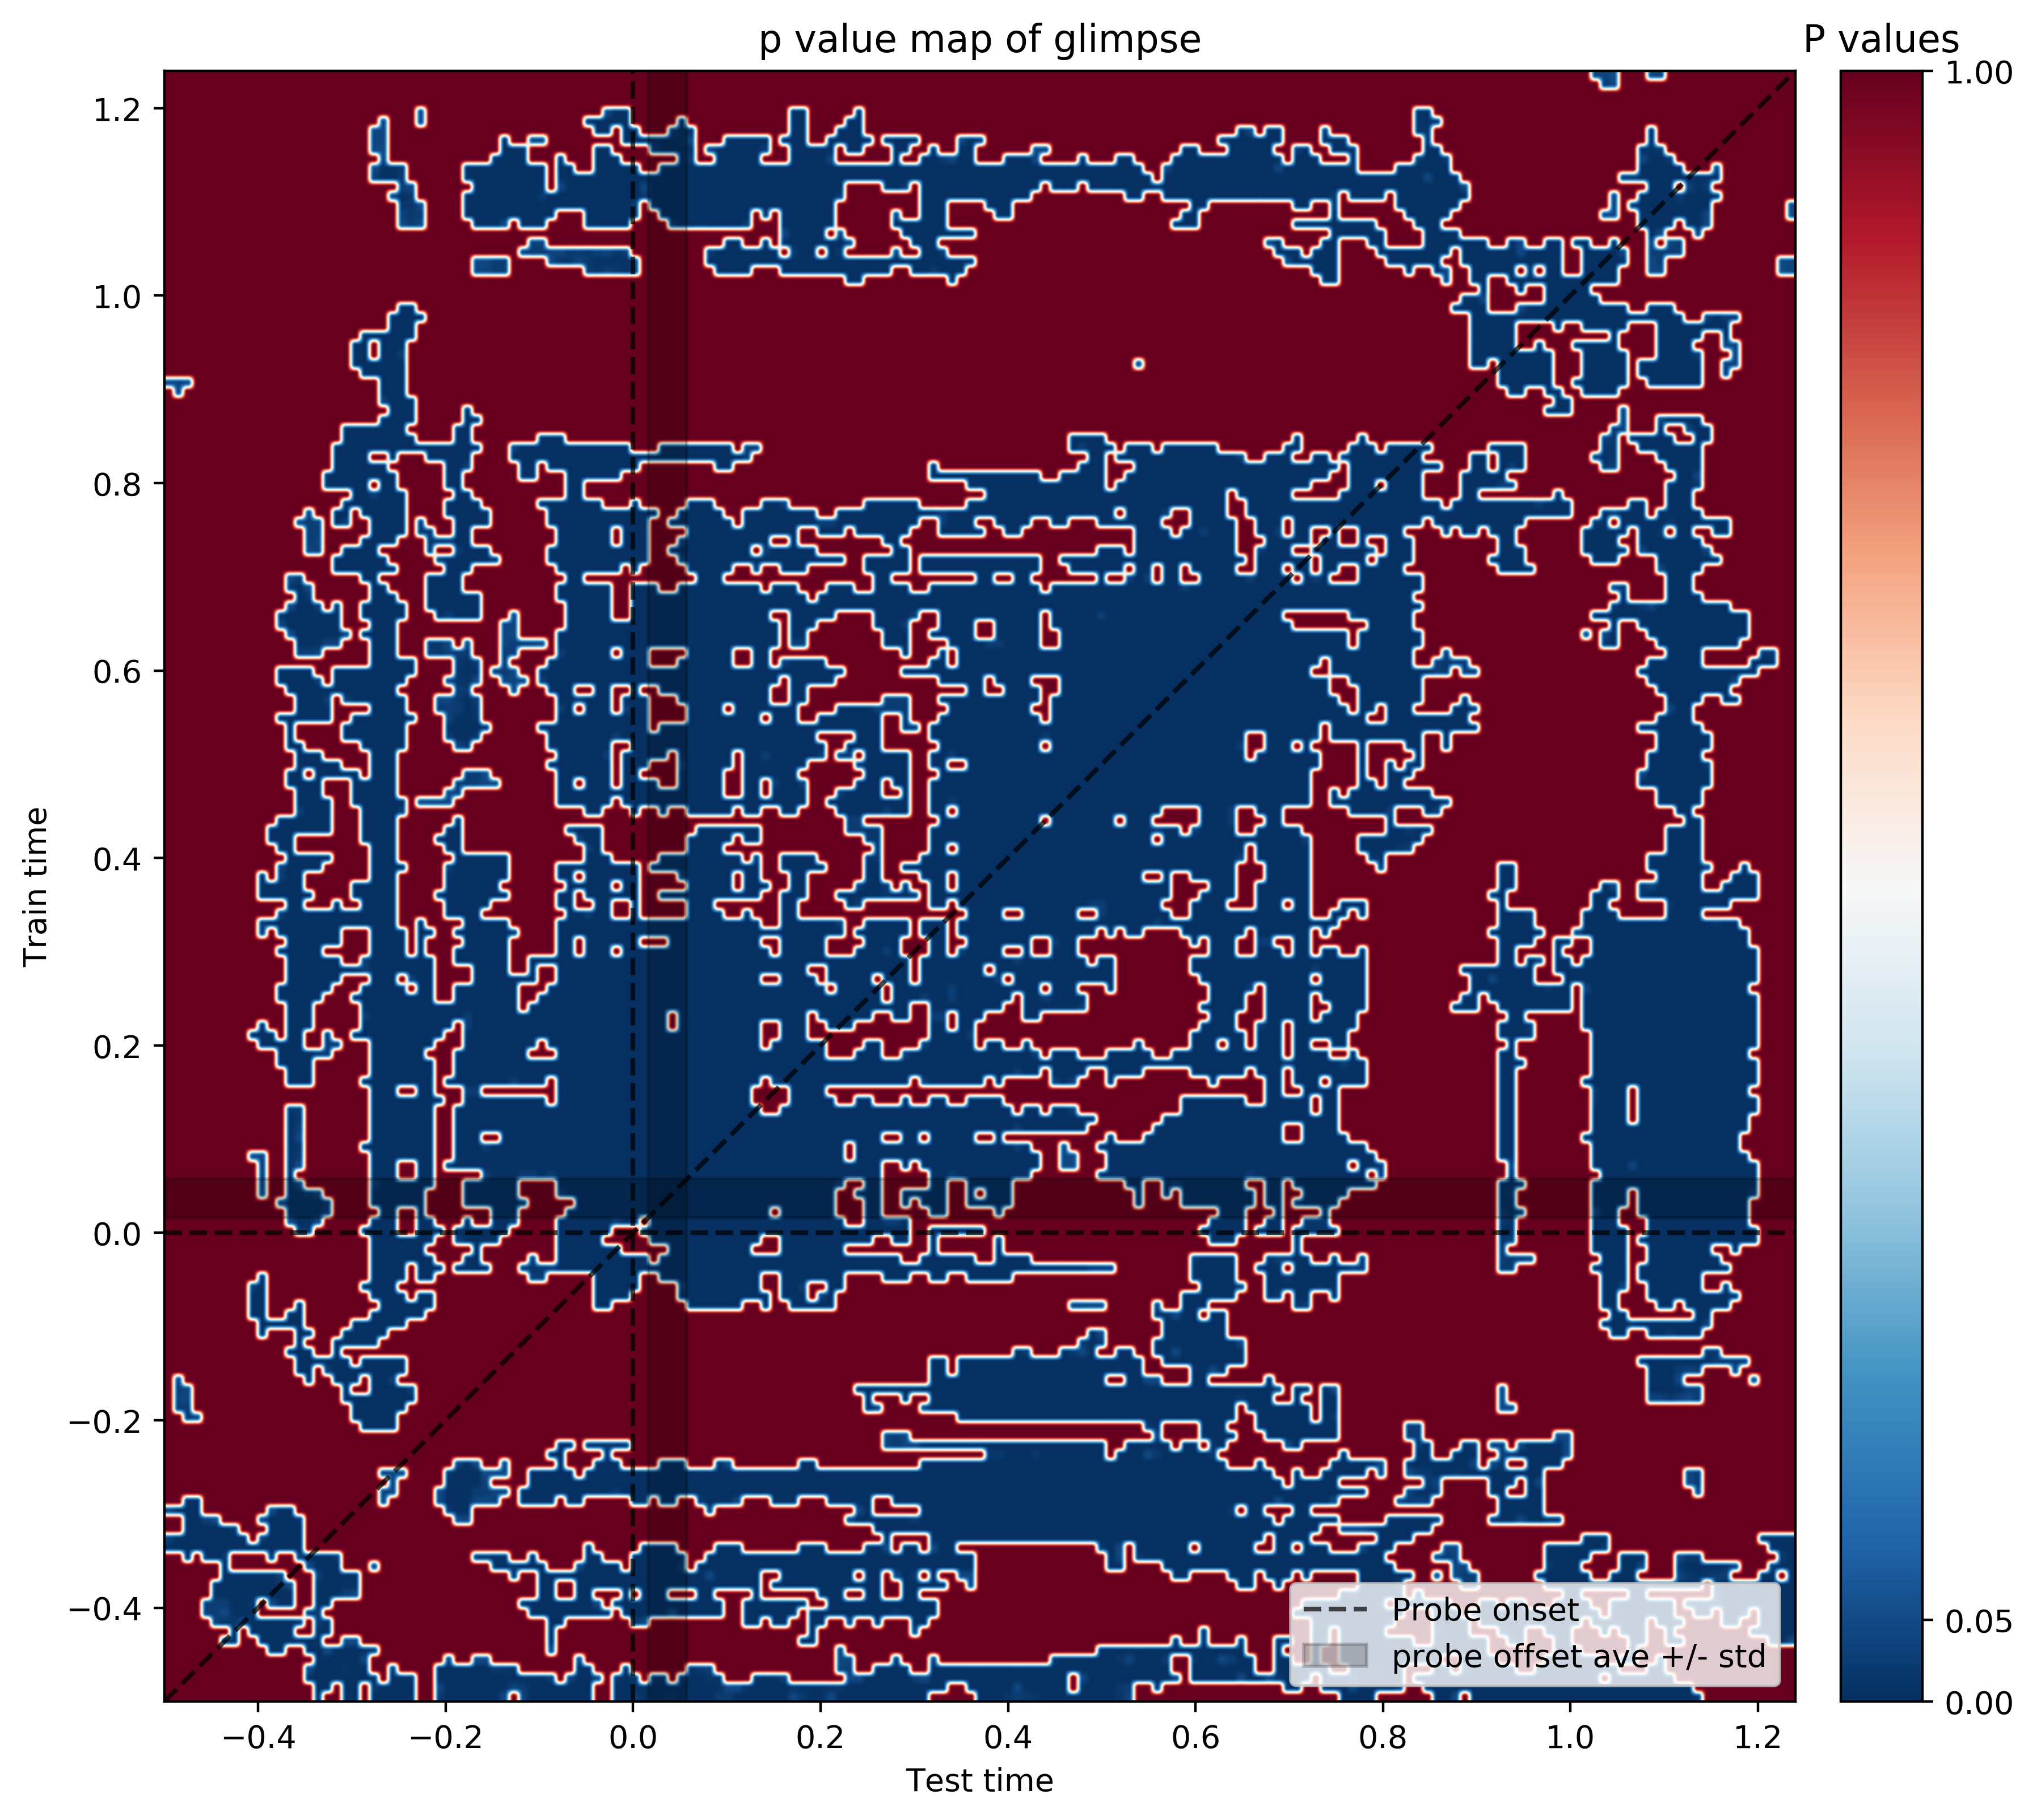 p value map of glimpse
P values
1.00
0.05
0.00
1.2
1.0
0.8
0.6
0.4
0.2
0.0
−0.2
−0.4
Train time
−0.4 −0.2 0.0 0.2 0.4 0.6 0.8 1.0 1.2
Test time
Probe onset
probe offset ave +/- std